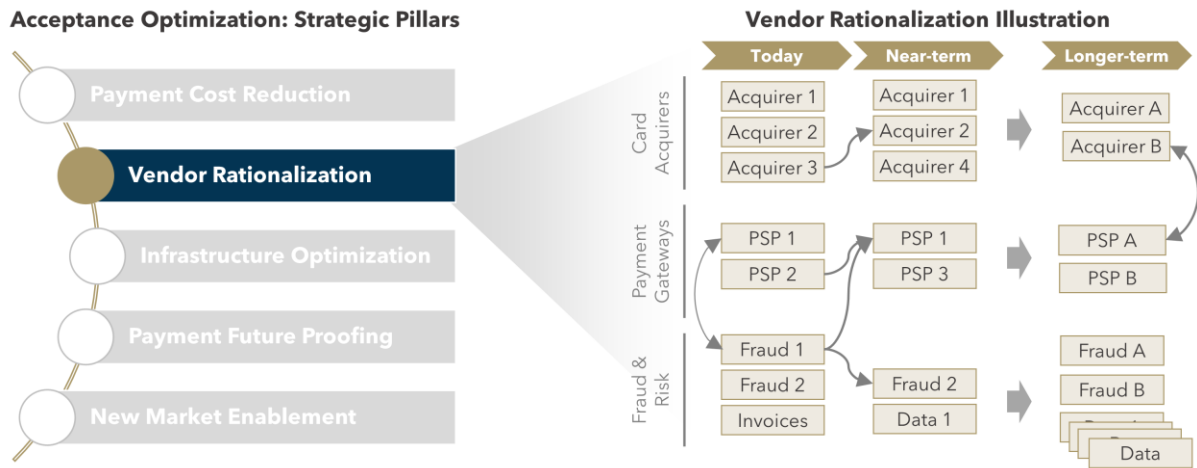 Acceptance Optimization: Strategic Pillars
Payment Cost Reduction
Vendor Rationalization
Infrastructure Optimization
Payment Future Proofing
New Market Enablement
Vendor Rationalization Illustration
Today
Near-term
Longer-term
Card
Acquirers
Acquirer 1
Acquirer 2
Acquirer 3
Acquirer 1
Acquirer 2
Acquirer 4
Acquirer A
Acquirer B
Payment
Gateways
PSP 1
PSP 2
PSP 1
PSP 3
PSP A
PSP B
Fraud &
Risk
Fraud 1
Fraud 2
Invoices
Fraud 2
Data 1
Fraud A
Fraud B
Data